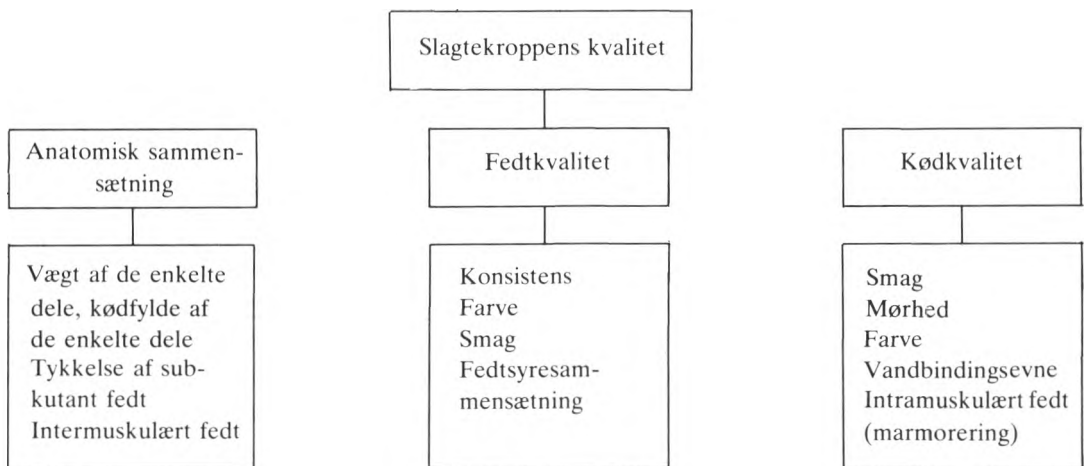 Slagtekroppens kvalitet
Anatomisk sammen-
sætning
Vægt af de enkelte
dele, kødfylde af
de enkelte dele
Tykkelse af sub-
kutant fedt
Intermuskulært fedt
Fedtkvalitet
Konsistens
Farve
Smag
Fedtsyresam-
mensætning
Kødkvalitet
Smag
Mørhed
Farve
Vandbindingsevne
Intramuskulært fedt
(marmorering)